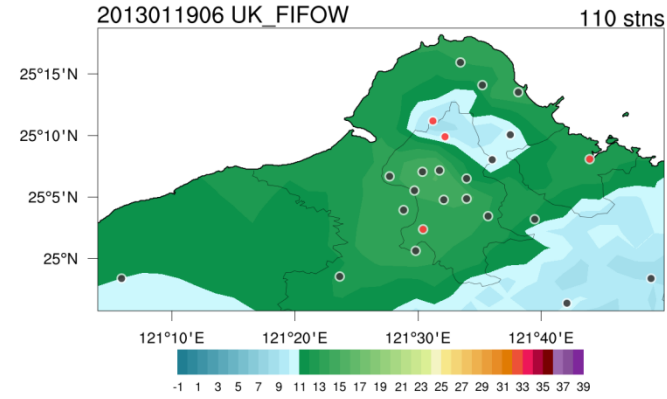 2013011906 UK_FIFOW 110 stns
25°15'N
25°10'N
25°5'N
25°N
121°10'E 121°20'E 121°30'E 121°40'E
-1 1 3 5 7 9 11 13 15 17 19 21 23 25 27 29 31 33 35 37 39